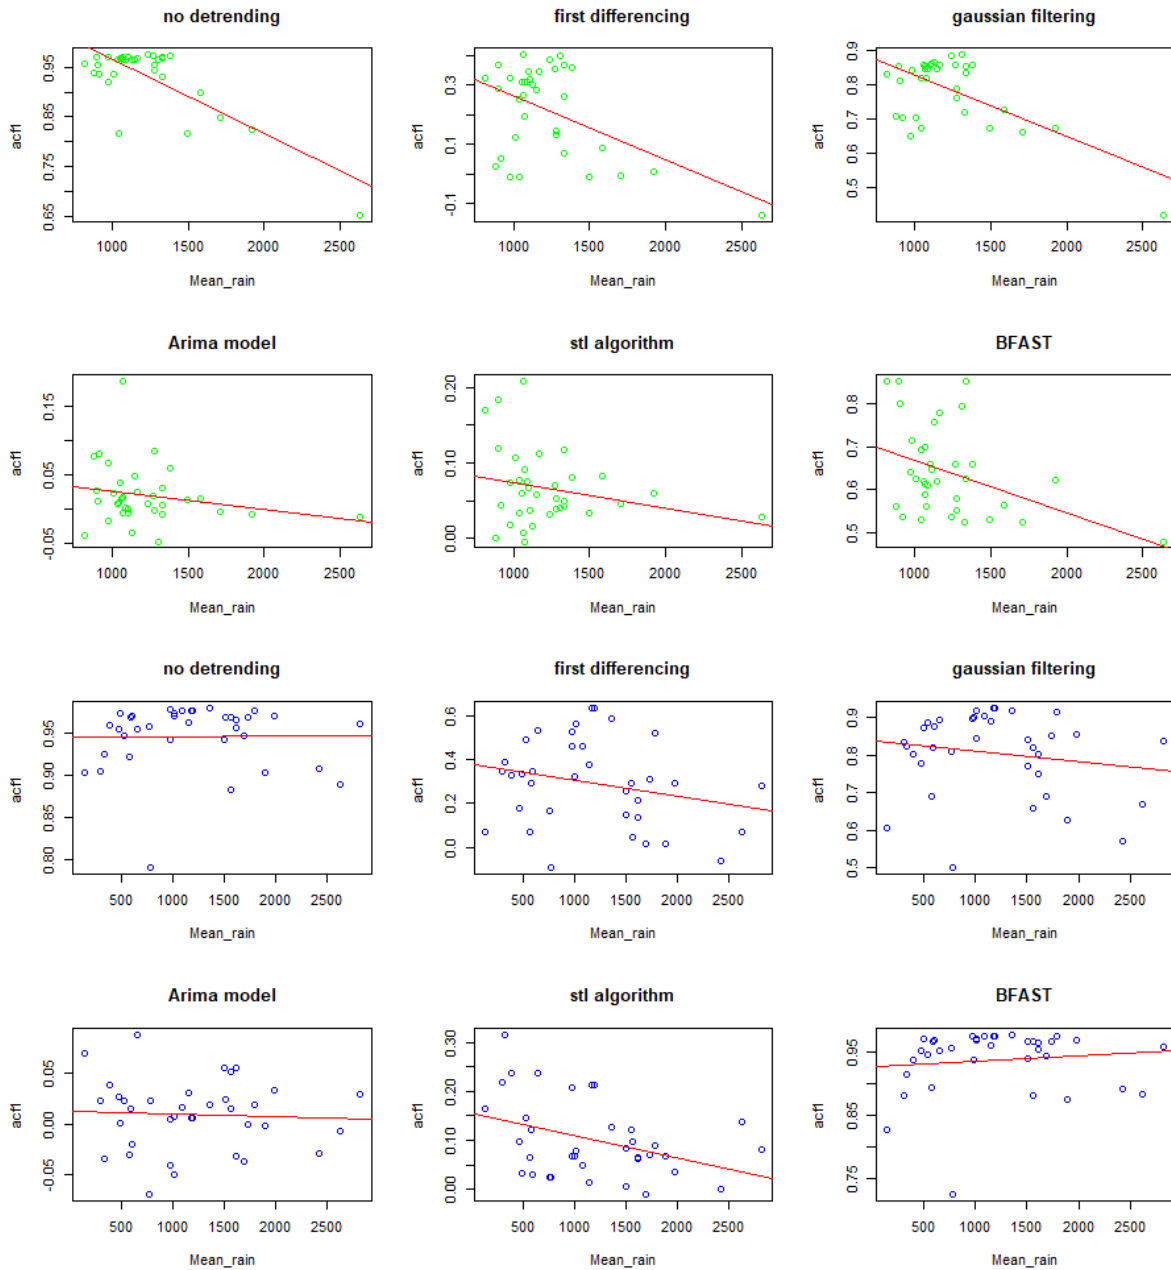 no detrending first differencing gaussian filtering
acf1 0.65 0.75 0.85 0.95
acf1 -0.1 0.1 0.3
acf1 0.5 0.6 0.7 0.8 0.9
1000 1500 2000 2500 1000 1500 2000 2500 1000 1500 2000 2500
Mean_rain Mean_rain Mean_rain
Arima model stl algorithm BFAST
acf1 -0.05 0.05 0.15
acf1 0.00 0.10 0.20
acf1 0.5 0.6 0.7 0.8
1000 1500 2000 2500 1000 1500 2000 2500 1000 1500 2000 2500
Mean_rain Mean_rain Mean_rain
no detrending first differencing gaussian filtering
acf1 0.80 0.85 0.90 0.95
acf1 0.0 0.2 0.4 0.6
acf1 0.5 0.6 0.7 0.8 0.9
500 1000 1500 2000 2500 500 1000 1500 2000 2500 500 1000 1500 2000 2500
Mean_rain Mean_rain Mean_rain
Arima model stl algorithm BFAST
acf1 -0.05 0.00 0.05
acf1 0.00 0.10 0.20 0.30
acf1 0.75 0.85 0.95
500 1000 1500 2000 2500 500 1000 1500 2000 2500 500 1000 1500 2000 2500
Mean_rain Mean_rain Mean_rain